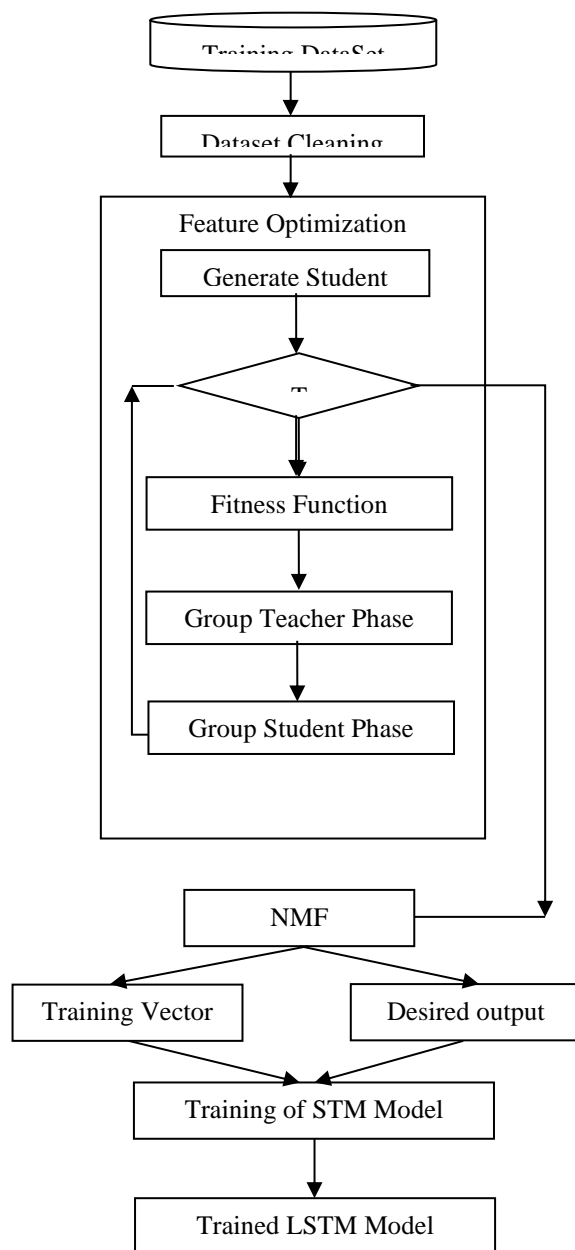 Training DataSet
Dataset Cleaning
Feature Optimization
Generate Student
T
Fitness Function
Group Teacher Phase
Group Student Phase
NMF
Training Vector
Desired output
Training of STM Model
Trained LSTM Model